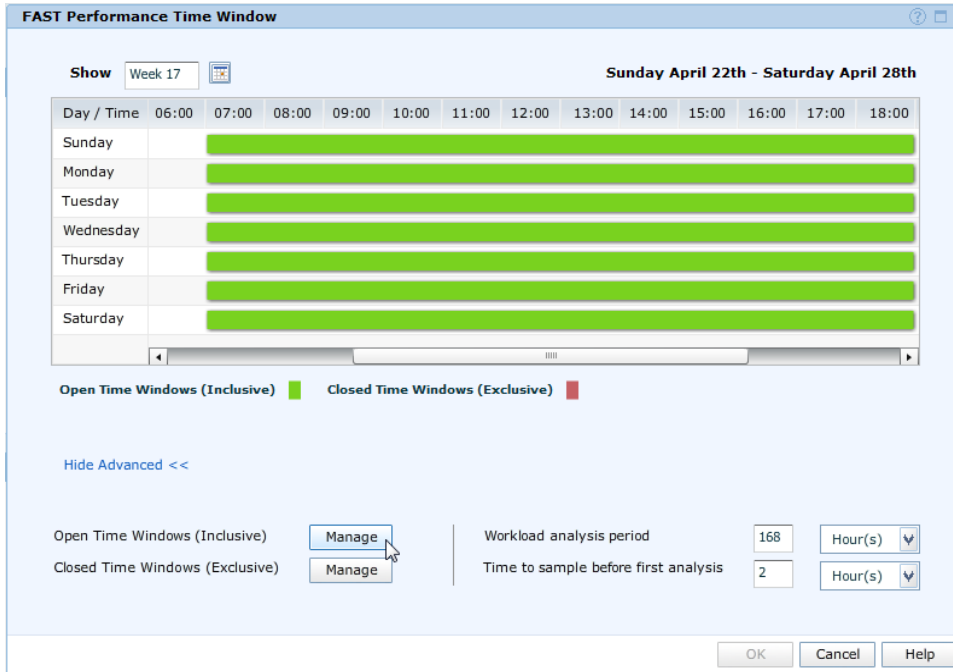 FAST Performance Time Window
Show Week 17 Sunday April 22th - Saturday April 28th
Day / Time 06:00 07:00 08:00 09:00 10:00 11:00 12:00 13:00 14:00 15:00 16:00 17:00 18:00
Sunday
Monday
Tuesday
Wednesday
Thursday
Friday
Saturday
Open Time Windows (Inclusive) Closed Time Windows (Exclusive)
Hide Advanced <<
Open Time Windows (Inclusive) Manage Workload analysis period 168 Hour(s)
Closed Time Windows (Exclusive) Manage Time to sample before first analysis 2 Hour(s)
OK Cancel Help